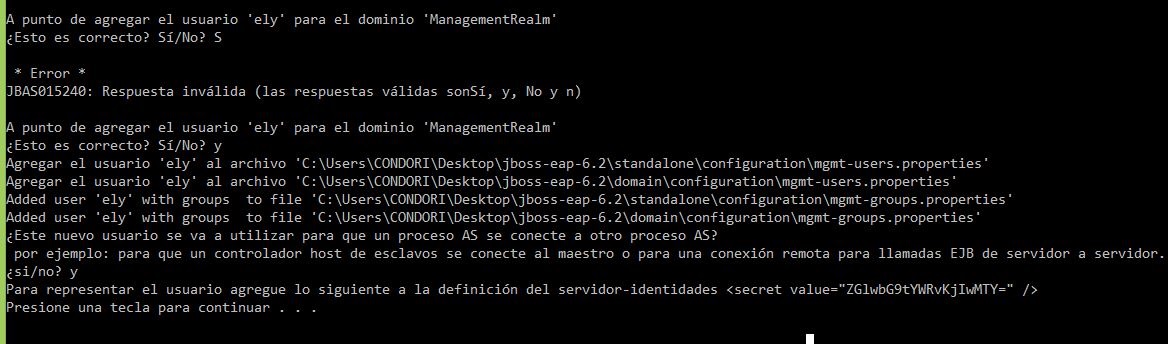 A punto de agregar el usuario 'ely' para el dominio 'ManagementRealm'
¿Esto es correcto? Sí/No? S
* Error *
JBAS015240: Respuesta inválida (las respuestas válidas sonSí, y, No y n)
A punto de agregar el usuario 'ely' para el dominio 'ManagementRealm'
¿Esto es correcto? Sí/No? y
Agregar el usuario 'ely' al archivo 'C:\Users\CONDORI\Desktop\jboss-eap-6.2\standalone\configuration\mgmt-users.properties'
Agregar el usuario 'ely' al archivo 'C:\Users\CONDORI\Desktop\jboss-eap-6.2\domain\configuration\mgmt-users.properties'
Added user 'ely' with groups  to file 'C:\Users\CONDORI\Desktop\jboss-eap-6.2\standalone\configuration\mgmt-groups.properties'
Added user 'ely' with groups  to file 'C:\Users\CONDORI\Desktop\jboss-eap-6.2\domain\configuration\mgmt-groups.properties'
¿Este nuevo usuario se va a utilizar para que un proceso AS se conecte a otro proceso AS?
por ejemplo: para que un controlador host de esclavos se conecte al maestro o para una conexión remota para llamadas EJB de servidor a servidor.
¿si/no? y
Para representar el usuario agregue lo siguiente a la definición del servidor-identidades <secret value="ZGlwbG9tYWRvKjIwMTY=" />
Presione una tecla para continuar . . .